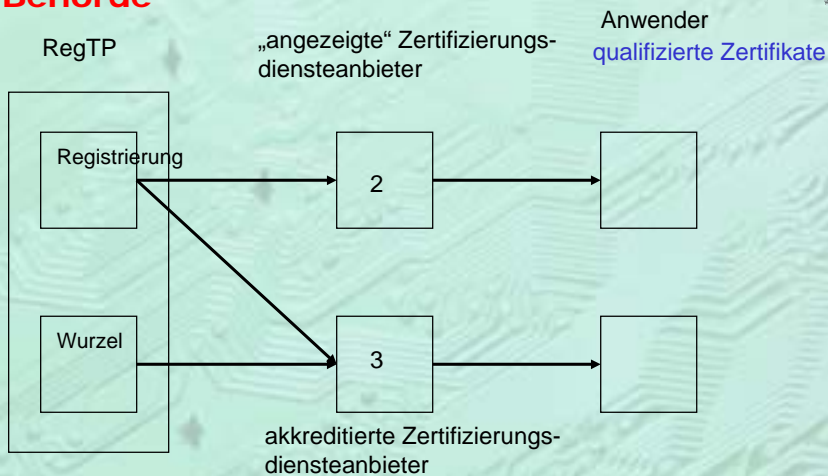 Behörde
RegTP
„angezeigte“ Zertifizierungs-
diensteanbieter
Anwender
qualifizierte Zertifikate
Registrierung
2
Wurzel
3
akkreditierte Zertifizierungs-
diensteanbieter